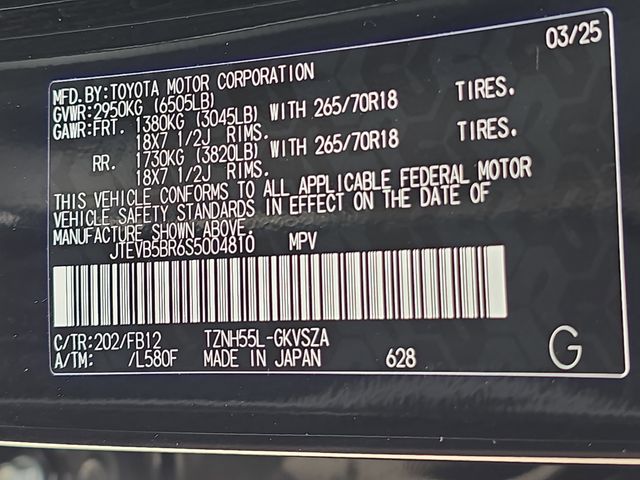 03/25
MFD.BY:TOYOTA MOTOR CORPORATION
GVWR:2950KG (6505LB)
GAWR:FRT. 1380KG (3045LB) WITH 265/70R18 TIRES.
18X7 1/2J RIMS.
RR. 1730KG (3820LB) WITH 265/70R18 TIRES.
18X7 1/2J RIMS.
THIS VEHICLE CONFORMS TO ALL APPLICABLE FEDERAL MOTOR
VEHICLE SAFETY STANDARDS IN EFFECT ON THE DATE OF
MANUFACTURE SHOWN ABOVE.
JTEVB5BR6S5004810 MPV
C/TR:202/FB12 TZNH55L-GKVSZA
A/TM: /L580F MADE IN JAPAN 628 G